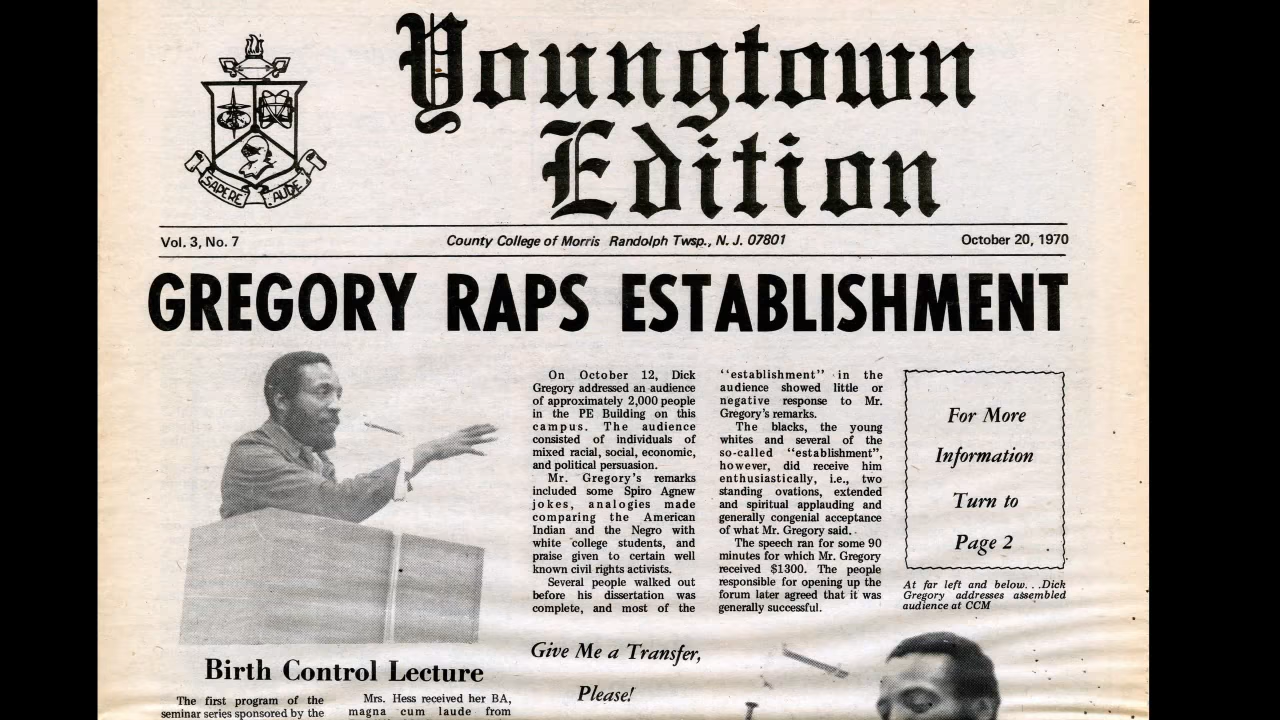 Youngtown
Edition
SAPERE AUDE
Vol. 3, No. 7
County College of Morris Randolph Twsp., N. J. 07801
October 20, 1970
GREGORY RAPS ESTABLISHMENT
On October 12, Dick
Gregory addressed an audience
of approximately 2,000 people
in the PE Building on this
campus. The audience
consisted of individuals of
mixed racial, social, economic,
and political persuasion.
Mr. Gregory's remarks
included some Spiro Agnew
jokes, analogies made
comparing the American
Indian and the Negro with
white college students, and
praise given to certain well
known civil rights activists.
Several people walked out
before his dissertation was
complete, and most of the
‘‘establishment’’ in the
audience showed little or
negative response to Mr.
Gregory's remarks.
The blacks, the young
whites and several of the
so-called ‘‘establishment’’,
however, did receive him
enthusiastically, i.e., two
standing ovations, extended
and spiritual applauding and
generally congenial acceptance
of what Mr. Gregory said.
The speech ran for some 90
minutes for which Mr. Gregory
received $1300. The people
responsible for opening up the
forum later agreed that it was
generally successful.
For More
Information
Turn to
Page 2
At far left and below. . .Dick
Gregory addresses assembled
audience at CCM
Birth Control Lecture
The first program of the
seminar series sponsored by the
Mrs. Hess received her BA,
magna cum laude from
Give Me a Transfer,
Please!